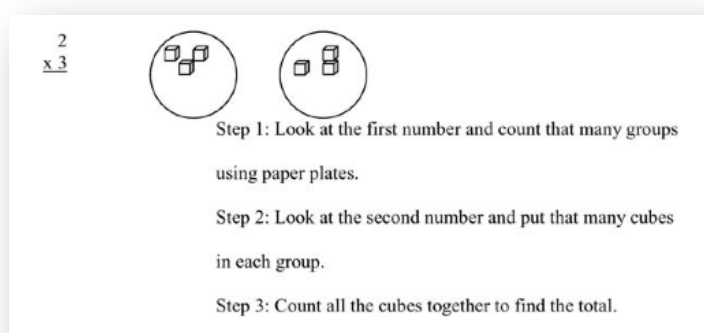 2
x 3
Step 1: Look at the first number and count that many groups
using paper plates.
Step 2: Look at the second number and put that many cubes
in each group.
Step 3: Count all the cubes together to find the total.